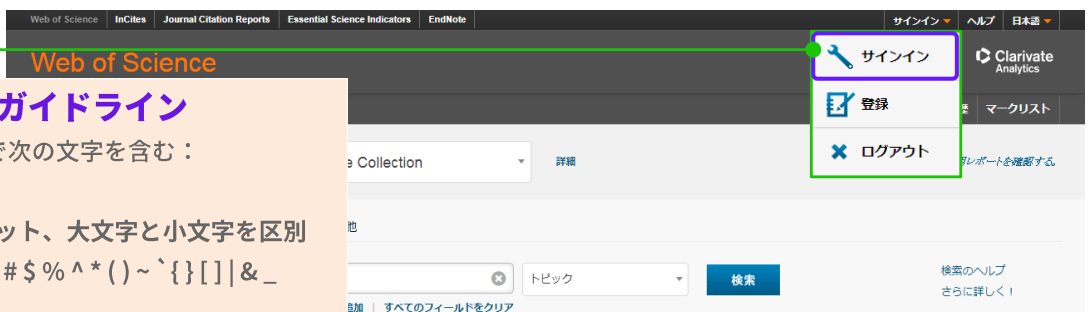 Web of Science InCites Journal Citation Reports Essential Science Indicators EndNote サインイン ヘルプ 日本語
Web of Science
サインイン
Clarivate
Analytics
ガイドライン
登録
マークリスト
で次の文字を含む：
e Collection
詳細
ログアウト
レポートを確認する。
ット、大文字と小文字を区別
他
# $ % ^ * ( ) ~ ` { } [ ] | & _
トピック
検索
検索のヘルプ
さらに詳しく！
追加 | すべてのフィールドをクリア